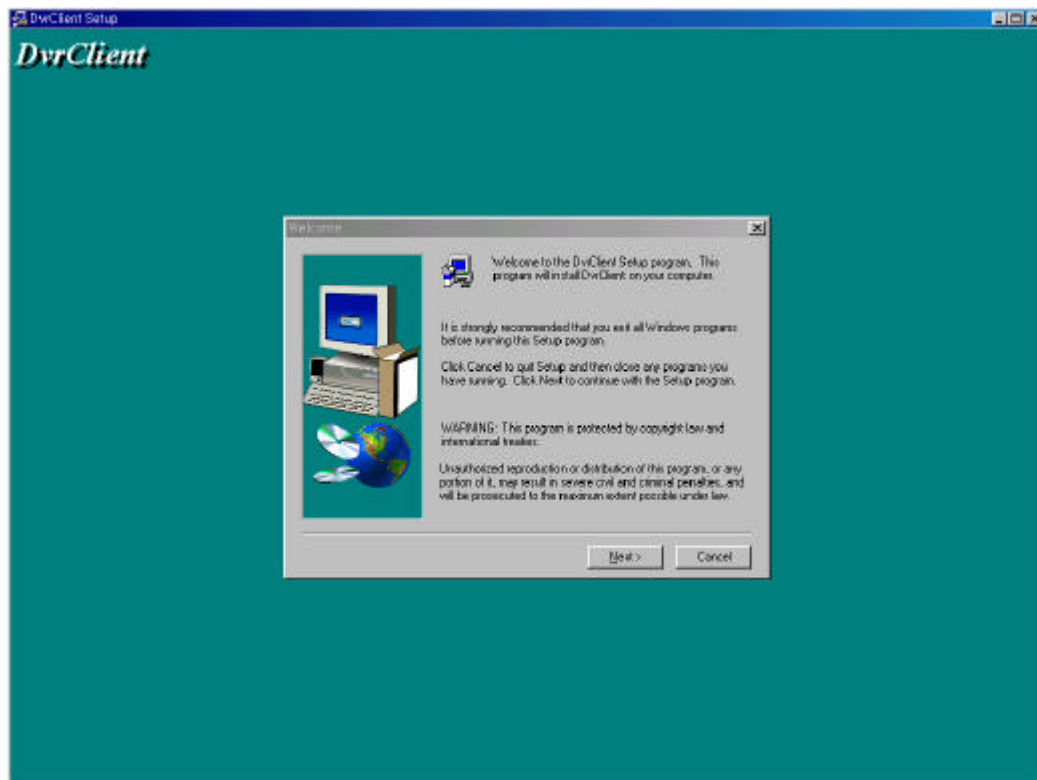 DvrClient Setup
DvrClient
Welcome
Welcome to the DvrClient Setup program. This
program will install DvrClient on your computer.
It is strongly recommended that you exit all Windows programs
before running this Setup program.
Click Cancel to quit Setup and then close any programs you
have running. Click Next to continue with the Setup program.
WARNING: This program is protected by copyright law and
international treaties.
Unauthorized reproduction or distribution of this program, or any
portion of it, may result in severe civil and criminal penalties, and
will be prosecuted to the maximum extent possible under law.
Next >
Cancel